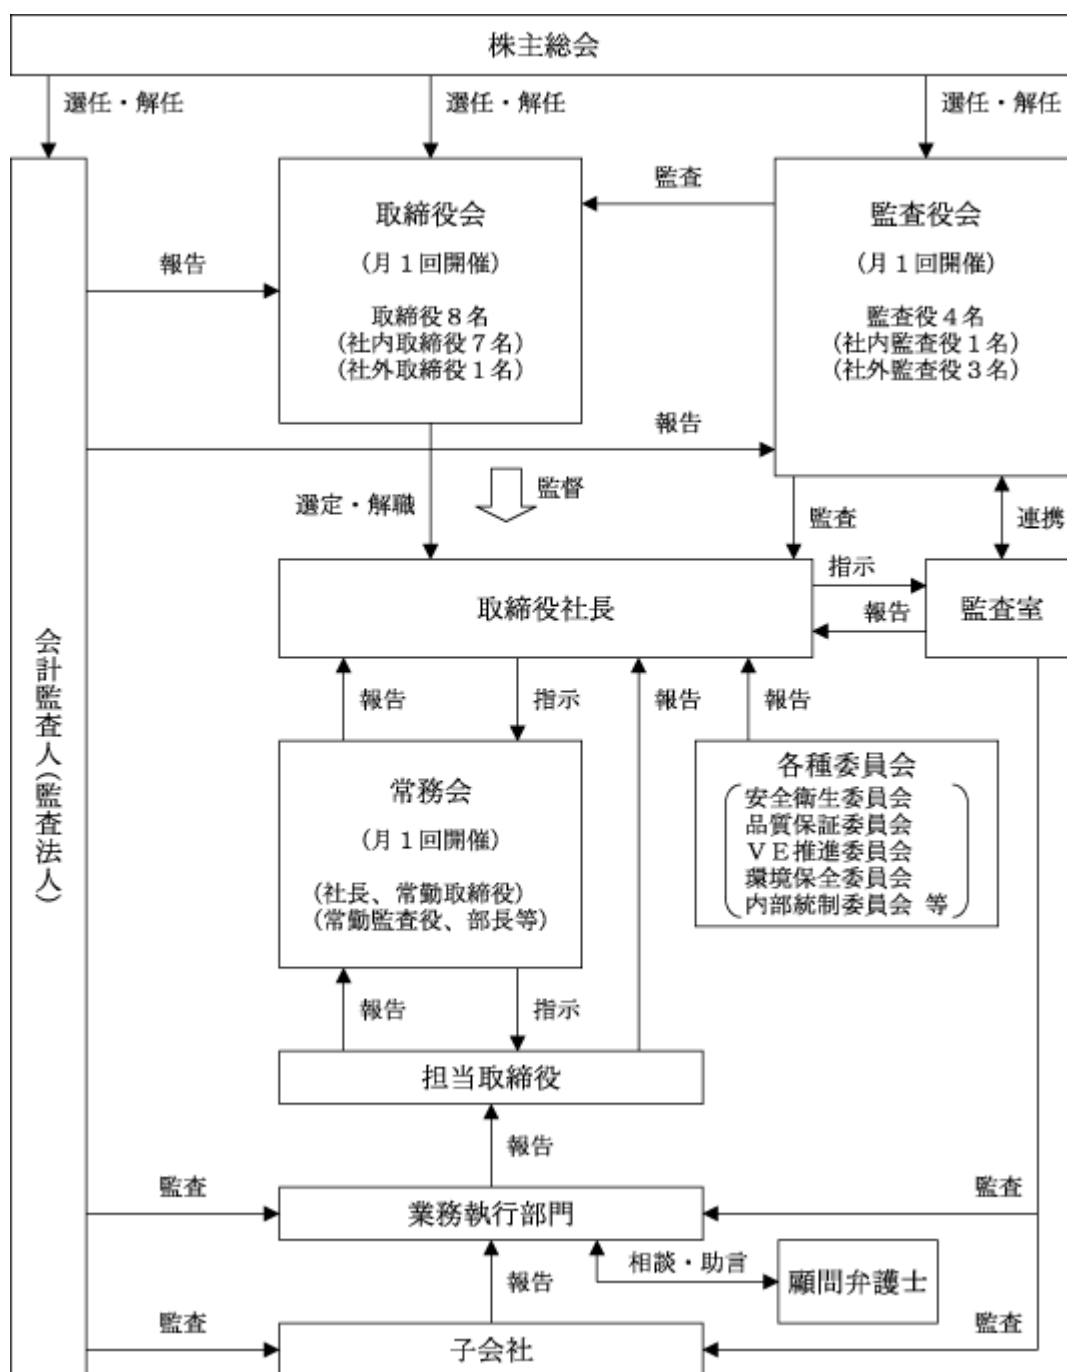 株主総会
選任・解任
選任・解任
選任・解任
取締役会
(月1回開催)
取締役8名
(社内取締役7名)
(社外取締役1名)
監査
監査役会
(月1回開催)
監査役4名
(社内監査役1名)
(社外監査役3名)
報告
報告
選定・解職
監督
監査
連携
取締役社長
指示
報告
監査室
会計監査人(監査法人)
報告
指示
報告
報告
常務会
(月1回開催)
(社長、常勤取締役)
(常勤監査役、部長等)
各種委員会
安全衛生委員会
品質保証委員会
VE推進委員会
環境保全委員会
内部統制委員会 等
報告
指示
担当取締役
報告
監査
業務執行部門
監査
相談・助言
顧問弁護士
報告
監査
子会社
監査